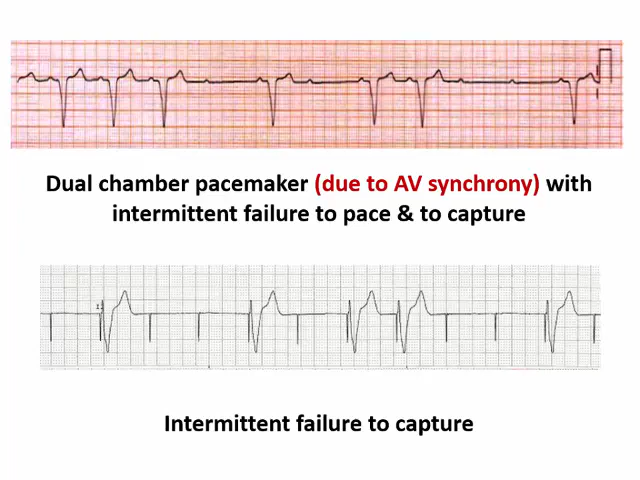 Dual chamber pacemaker (due to AV synchrony) with
intermittent failure to pace & to capture
Intermittent failure to capture